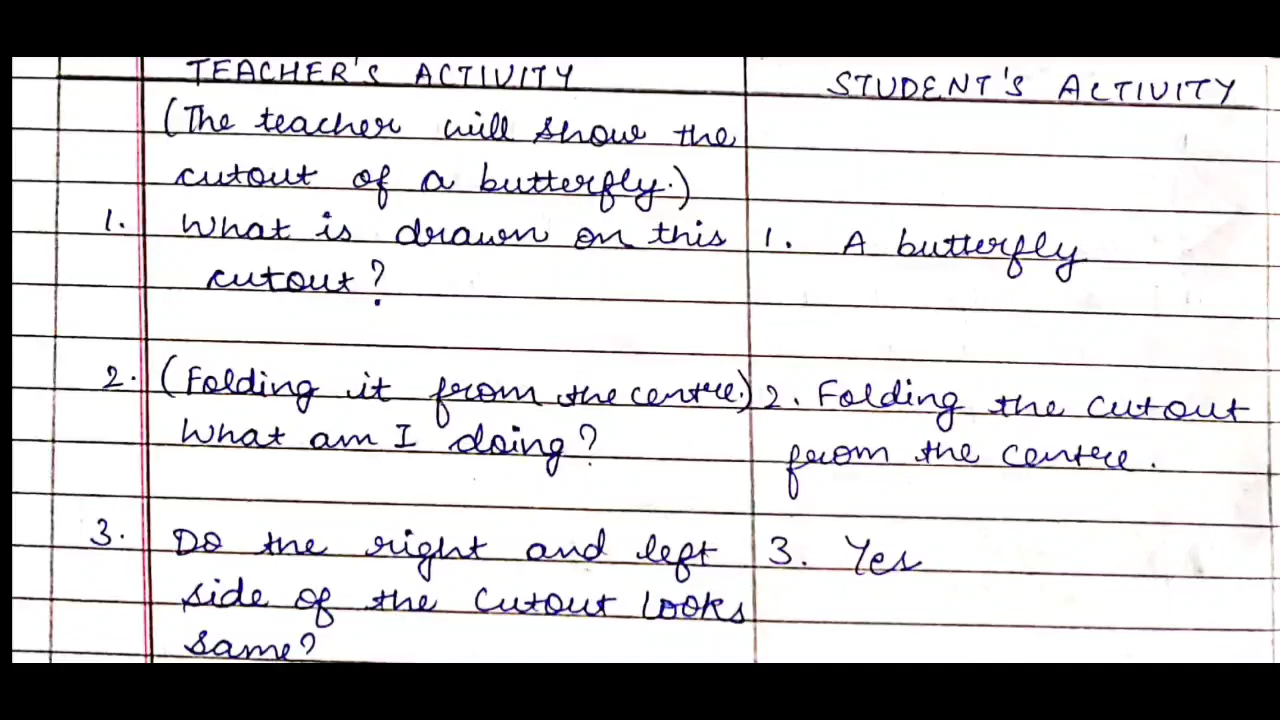 TEACHER'S ACTIVITY
STUDENT'S ACTIVITY
(The teacher will show the
cutout of a butterfly.)
1. What is drawn on this
cutout?
1. A butterfly
2. (Folding it from the centre.)
What am I doing?
2. Folding the cutout
from the centre.
3. Do the right and left
side of the cutout looks
same?
3. Yes